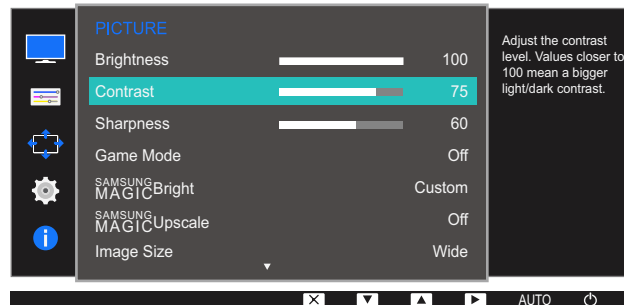 PICTURE
Brightness 100
Contrast 75
Sharpness 60
Game Mode Off
SAMSUNG MAGIC Bright Custom
SAMSUNG MAGIC Upscale Off
Image Size Wide
Adjust the contrast
level. Values closer to
100 mean a bigger
light/dark contrast.
AUTO